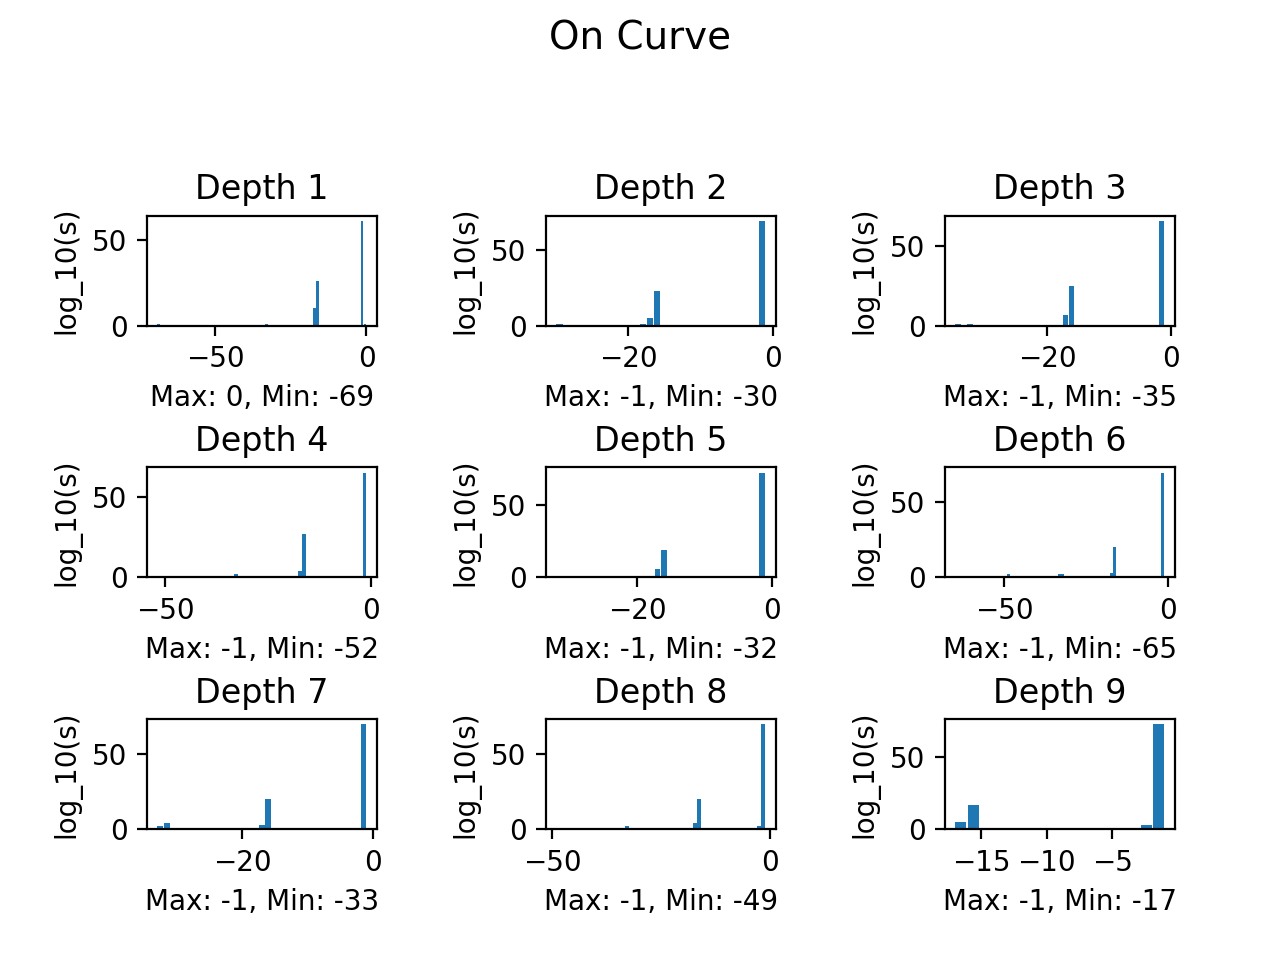 On Curve
Depth 1
log_10(s)
50
0
−50
0
Max: 0, Min: -69
Depth 2
log_10(s)
50
0
−20
0
Max: -1, Min: -30
Depth 3
log_10(s)
50
0
−20
0
Max: -1, Min: -35
Depth 4
log_10(s)
50
0
−50
0
Max: -1, Min: -52
Depth 5
log_10(s)
50
0
−20
0
Max: -1, Min: -32
Depth 6
log_10(s)
50
0
−50
0
Max: -1, Min: -65
Depth 7
log_10(s)
50
0
−20
0
Max: -1, Min: -33
Depth 8
log_10(s)
50
0
−50
0
Max: -1, Min: -49
Depth 9
log_10(s)
50
0
−15
−10
−5
Max: -1, Min: -17